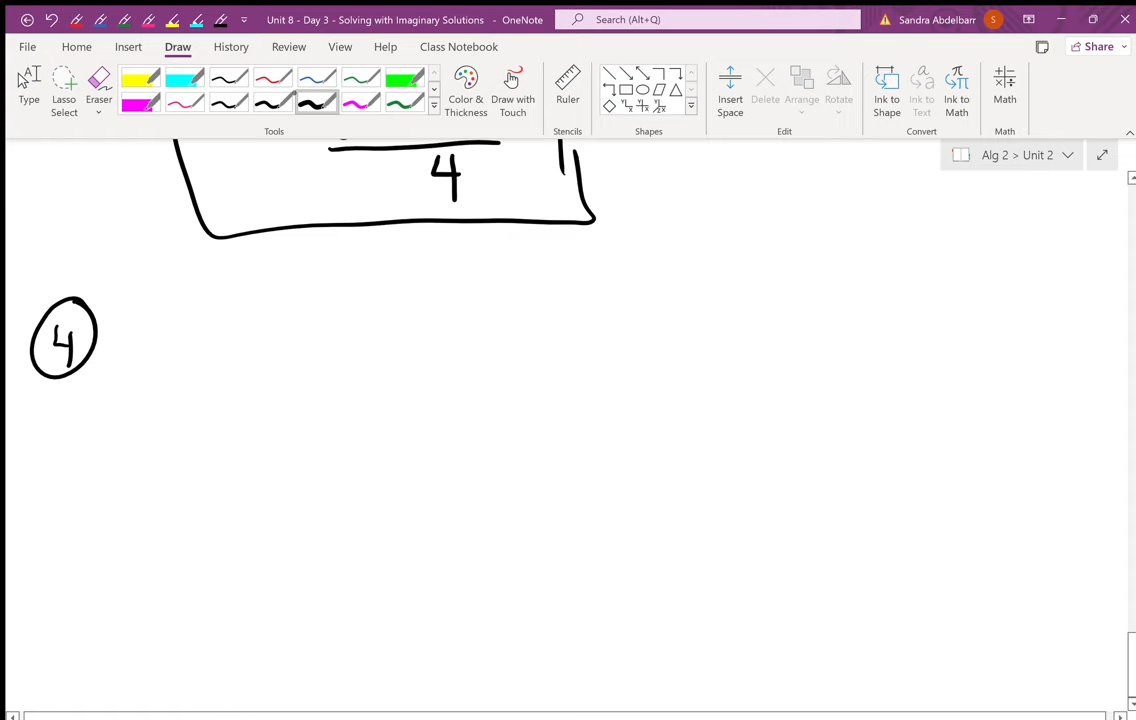 Unit 8 - Day 3 - Solving with Imaginary Solutions - OneNote
Search (Alt+Q)
Sandra Abdelbarr
S
File Home Insert Draw History Review View Help Class Notebook
Share
Type
Lasso Select
Eraser
Color & Thickness
Draw with Touch
Ruler
Insert Space
Delete
Arrange
Rotate
Ink to Shape
Ink to Text
Ink to Math
Math
Tools
Stencils
Shapes
Edit
Convert
Math
Alg 2 > Unit 2
4
4